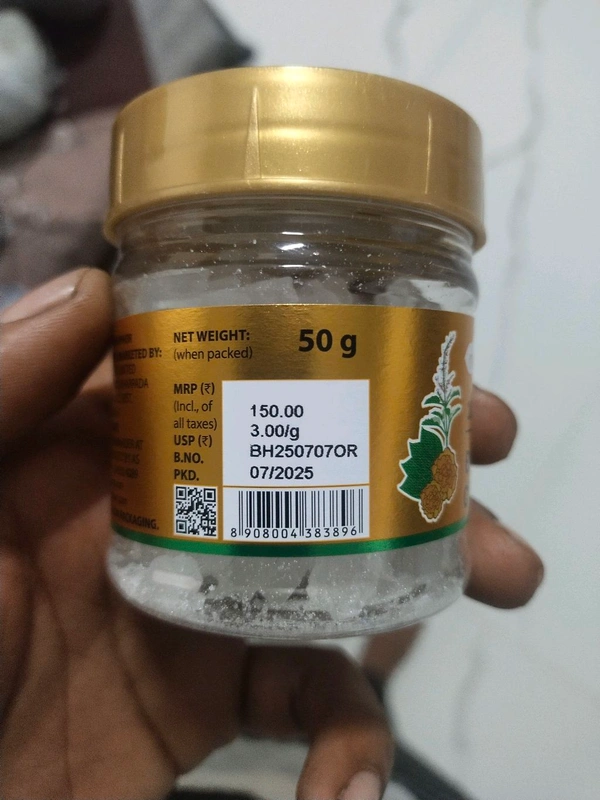 NET WEIGHT:
(when packed)
50 g
MRP (₹)
(Incl., of
all taxes)
USP (₹)
B.NO.
PKD.
150.00
3.00/g
BH250707OR
07/2025
8 908004 383896